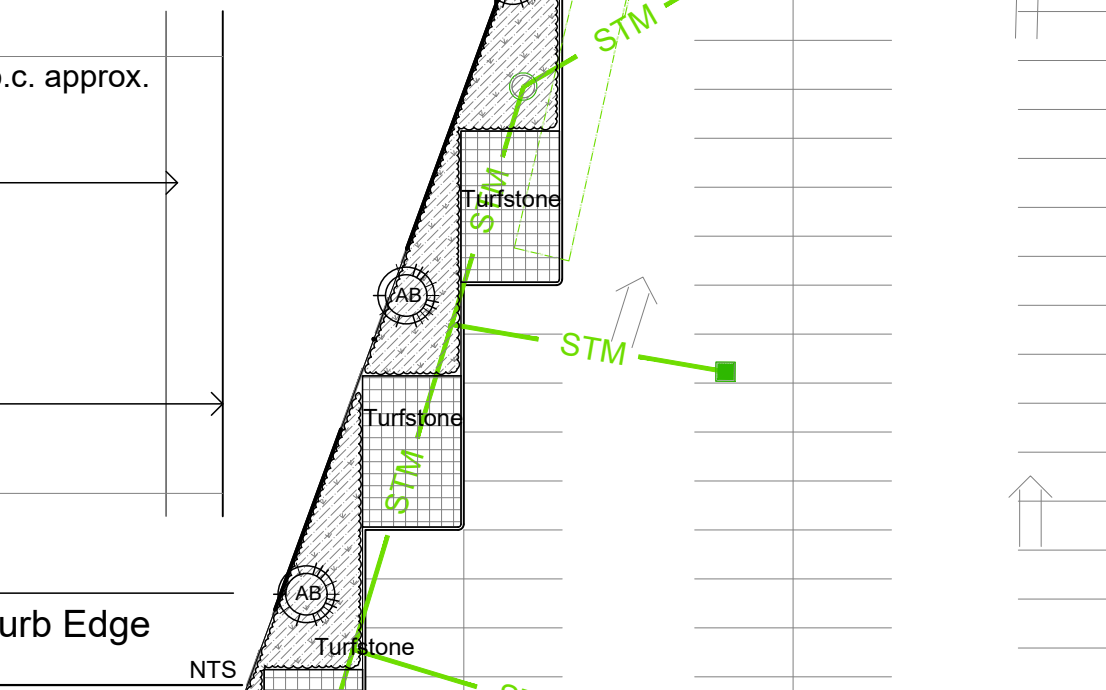 STM
.c. approx.
STM
Turfstone
AB
STM
Turfstone
STM
AB
urb Edge
Turfstone
NTS